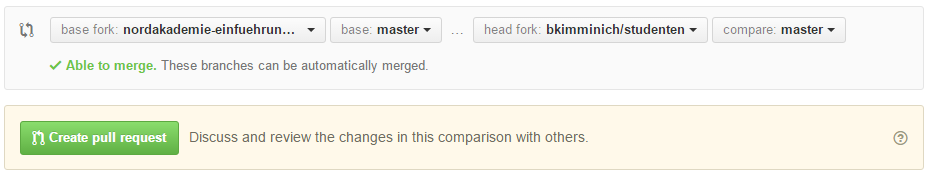 base fork: nordakademie-einfuehrun... base: master ... head fork: bkimminich/studenten compare: master
Able to merge. These branches can be automatically merged.
Create pull request Discuss and review the changes in this comparison with others. ?